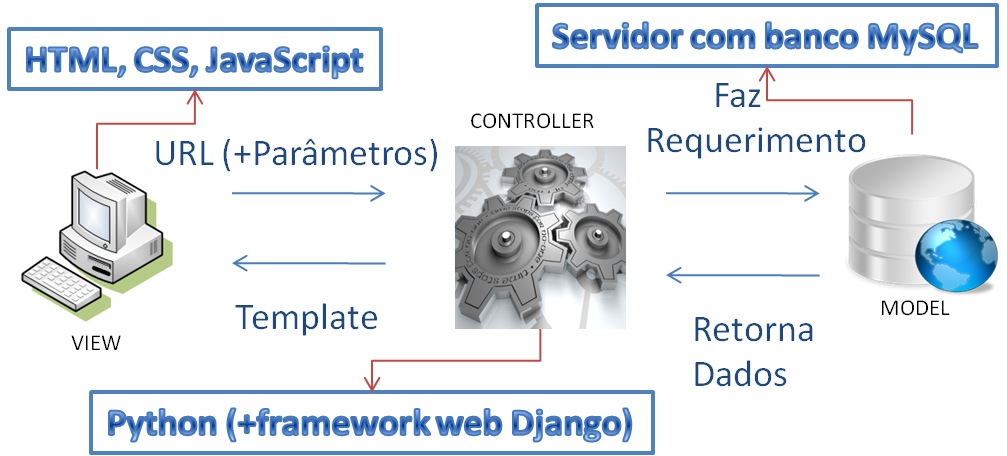 HTML, CSS, JavaScript
Servidor com banco MySQL
URL (+Parâmetros)
CONTROLLER
Faz
Requerimento
Template
VIEW
Retorna
Dados
MODEL
Python (+framework web Django)